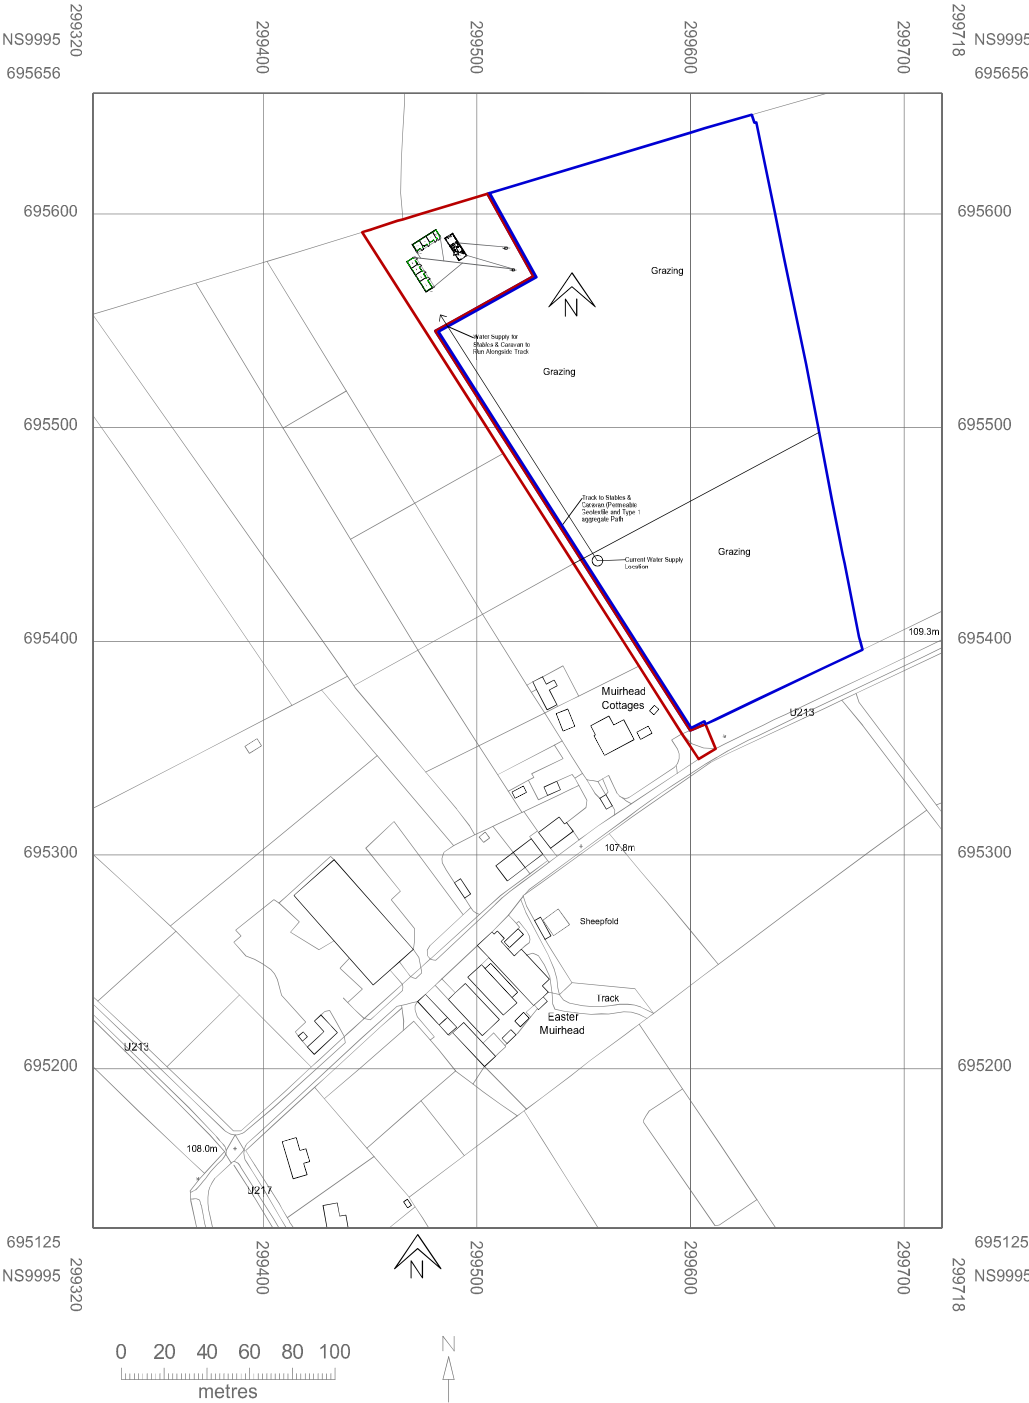 299320
299400
299500
299600
299700
299718
NS9995
NS9995
695656
695656
695600
695600
Grazing
N
Water Supply for
Stables & Caravan to
Run Alongside Track
Grazing
695500
695500
Track to Stables &
Caravan (Permeable
Geotextile and Type 1
aggregate Path
Grazing
Current Water Supply
Location
695400
695400
109.3m
Muirhead
Cottages
U213
107.8m
695300
695300
Sheepfold
Track
Easter
Muirhead
U213
695200
695200
108.0m
U217
695125
695125
NS9995
NS9995
299320
299400
299500
299600
299700
299718
N
0 20 40 60 80 100
metres
N